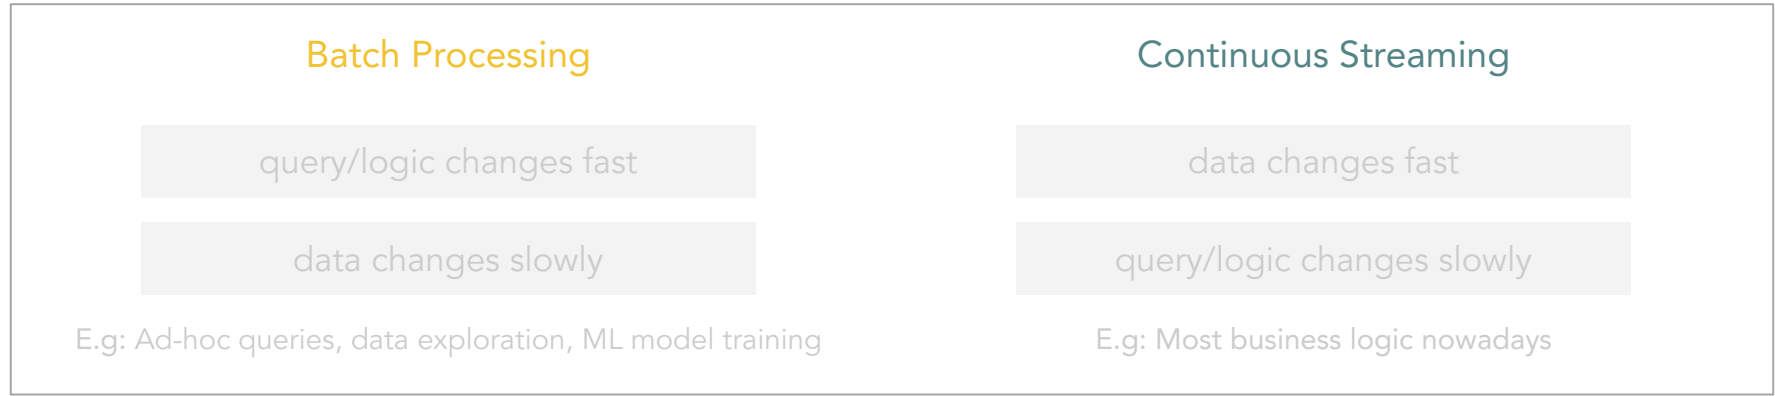 Batch Processing
query/logic changes fast
data changes slowly
E.g: Ad-hoc queries, data exploration, ML model training
Continuous Streaming
data changes fast
query/logic changes slowly
E.g: Most business logic nowadays